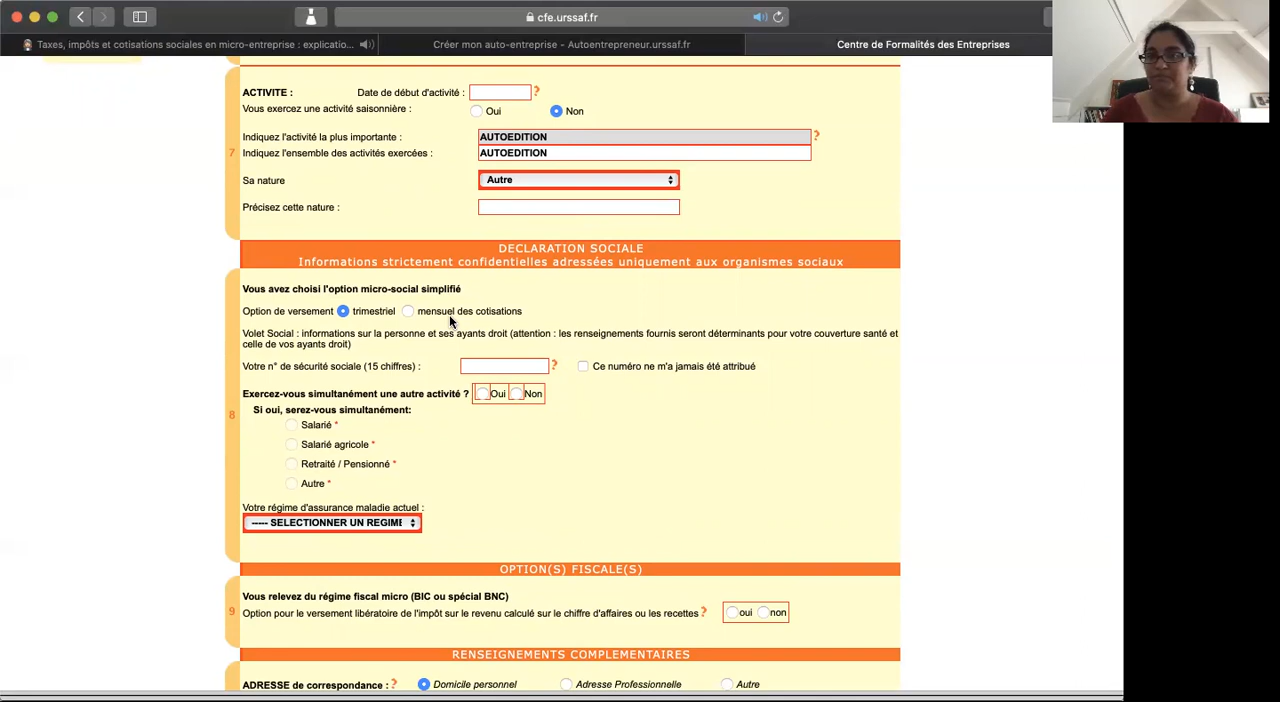 cfe.urssaf.fr
Taxes, impôts et cotisations sociales en micro-entreprise : explicatio...
Créer mon auto-entreprise - Autoentrepreneur.urssaf.fr
Centre de Formalités des Entreprises
ACTIVITE : Date de début d'activité : ?
Vous exercez une activité saisonnière : Oui Non
Indiquez l'activité la plus importante : AUTOEDITION ?
7
Indiquez l'ensemble des activités exercées : AUTOEDITION
Sa nature Autre
Précisez cette nature :
DECLARATION SOCIALE
Informations strictement confidentielles adressées uniquement aux organismes sociaux
Vous avez choisi l'option micro-social simplifié
Option de versement trimestriel mensuel des cotisations
Volet Social : informations sur la personne et ses ayants droit (attention : les renseignements fournis seront déterminants pour votre couverture santé et
celle de vos ayants droit)
Votre n° de sécurité sociale (15 chiffres) : ? Ce numéro ne m'a jamais été attribué
Exercez-vous simultanément une autre activité ? Oui Non
8
Si oui, serez-vous simultanément:
Salarié *
Salarié agricole *
Retraité / Pensionné *
Autre *
Votre régime d'assurance maladie actuel :
----- SELECTIONNER UN REGIME
OPTION(S) FISCALE(S)
Vous relevez du régime fiscal micro (BIC ou spécial BNC)
9
Option pour le versement libératoire de l'impôt sur le revenu calculé sur le chiffre d'affaires ou les recettes ? oui non
RENSEIGNEMENTS COMPLEMENTAIRES
ADRESSE de correspondance : ? Domicile personnel Adresse Professionnelle Autre